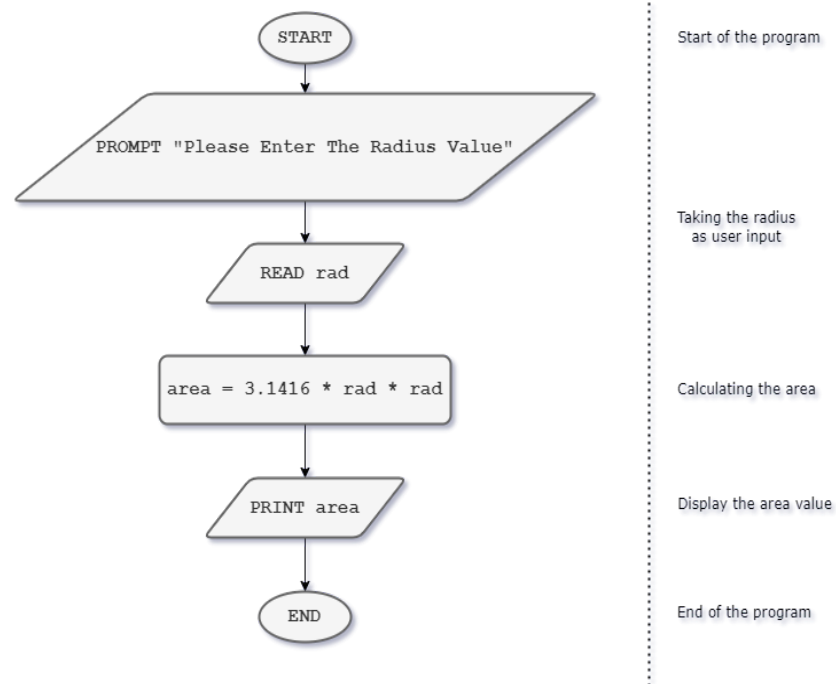 START
Start of the program
PROMPT "Please Enter The Radius Value"
Taking the radius
as user input
READ rad
area = 3.1416 * rad * rad
Calculating the area
PRINT area
Display the area value
END
End of the program